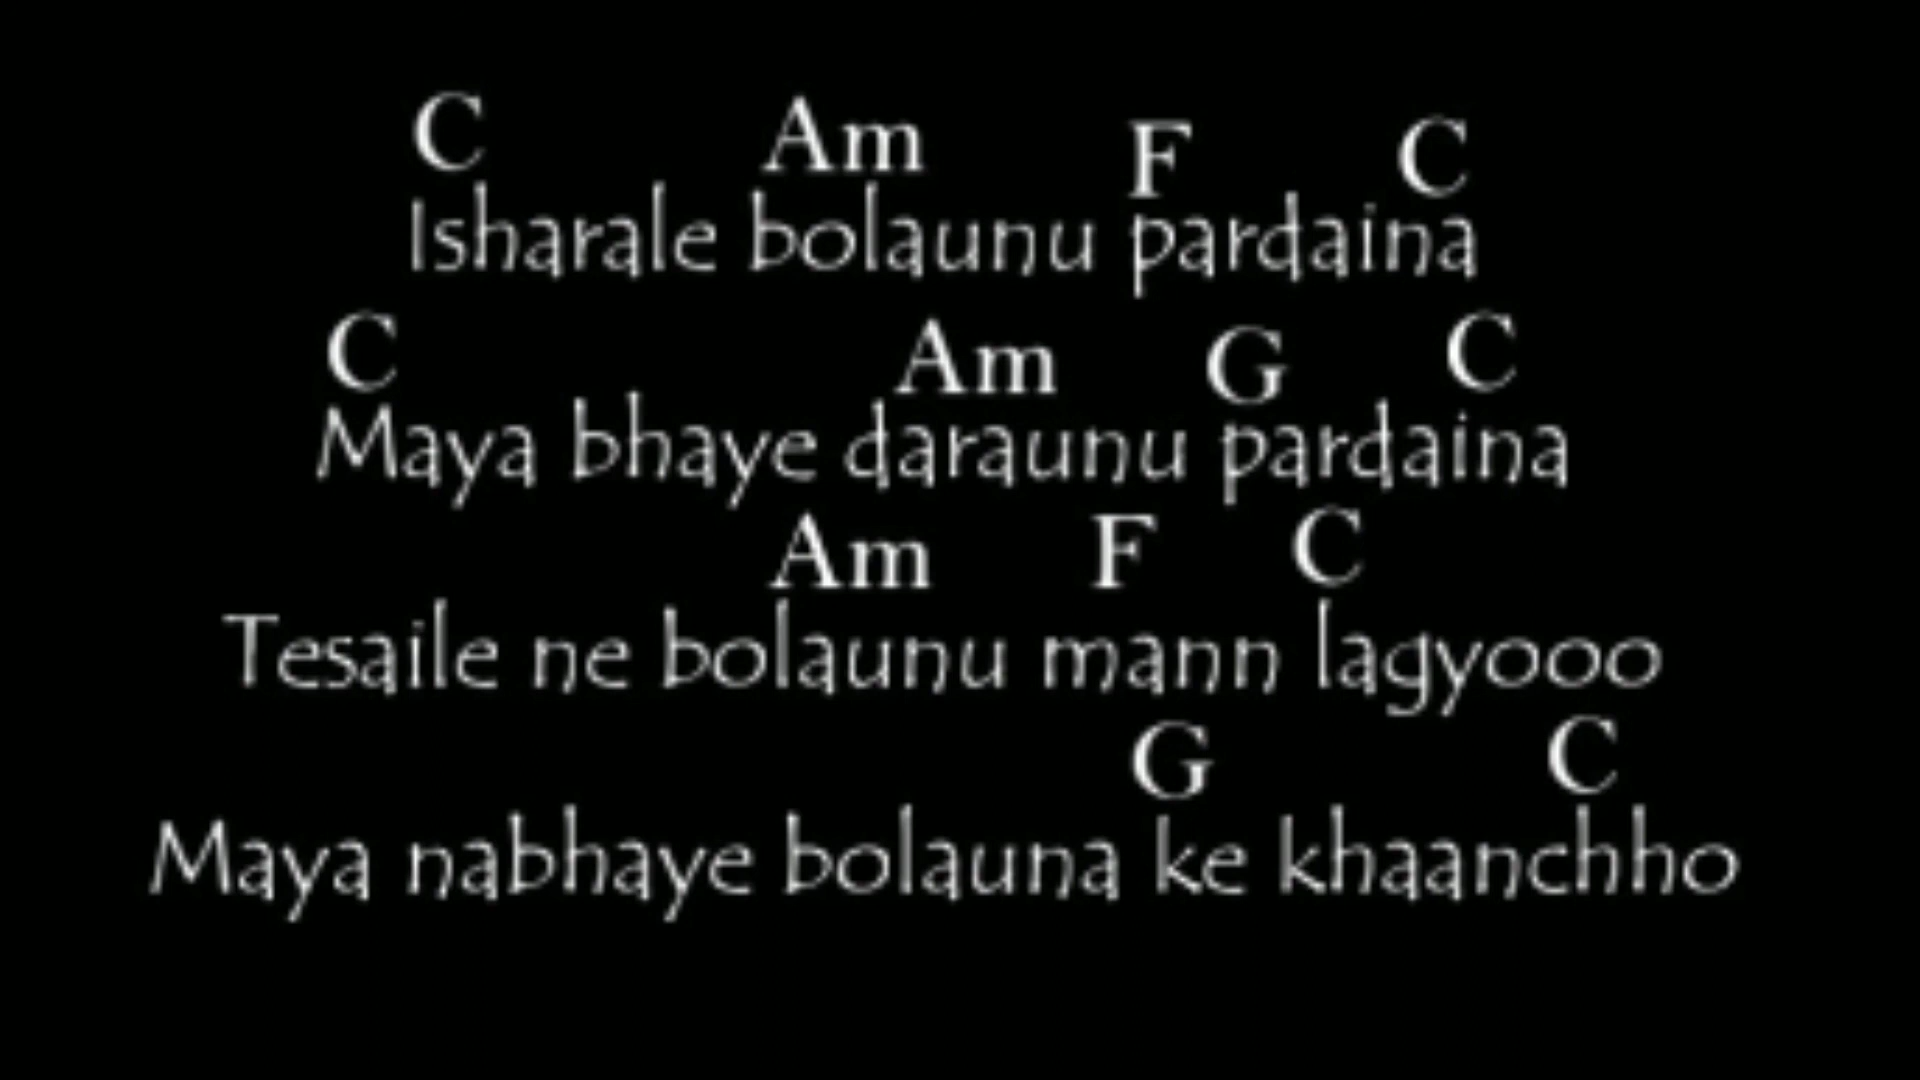 C Am F C
Isharale bolaunu pardaina
C Am G C
Maya bhaye daraunu pardaina
Am F C
Tesaile ne bolaunu mann lagyooo
G C
Maya nabhaye bolauna ke khaanchho